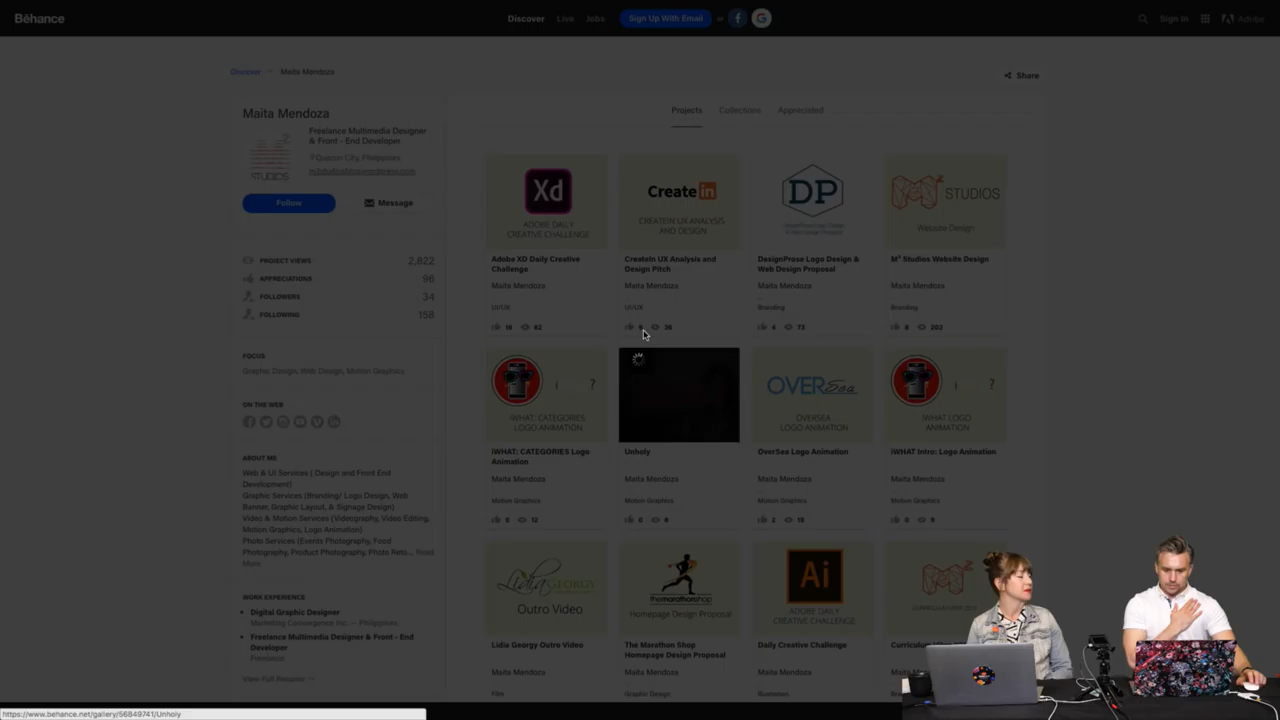 Bēhance
Discover Live Jobs Sign Up With Email or f G Sign In Adobe
Discover Maita Mendoza
Share
Maita Mendoza
Freelance Multimedia Designer
& Front - End Developer
Quezon City, Philippines
Follow Message
PROJECT VIEWS 2,822
APPRECIATIONS 96
FOLLOWERS 34
FOLLOWING 158
FOCUS
Graphic Design, Web Design, Motion Graphics
ON THE WEB
ABOUT ME
Web & UI Services ( Design and Front End
Development)
Graphic Services (Branding/ Logo Design, Web
Banner, Graphic Layout, & Signage Design)
Video & Motion Services (Videography, Video Editing,
Motion Graphics, Logo Animation)
Photo Services (Events Photography, Food
Photography, Product Photography, Photo Reto... Read
More
WORK EXPERIENCE
Digital Graphic Designer
Marketing Convergence Inc. — Philippines
Freelance Multimedia Designer & Front - End
Developer
Freelance
View Full Resume
Projects Collections Appreciated
Xd
ADOBE DAILY
CREATIVE CHALLENGE
Adobe XD Daily Creative
Challenge
Maita Mendoza
UI/UX
16 82
Create in
CREATEIN UX ANALYSIS
AND DESIGN
CreateIn UX Analysis and
Design Pitch
Maita Mendoza
UI/UX
36
DP
DesignProse Logo Design &
Web Design Proposal
Maita Mendoza
Branding
4 73
STUDIOS
Website Design
M² Studios Website Design
Maita Mendoza
Branding
8 202
i ?
iWHAT: CATEGORIES
LOGO ANIMATION
iWHAT: CATEGORIES Logo
Animation
Maita Mendoza
Motion Graphics
0 12
Unholy
Maita Mendoza
Motion Graphics
0 8
OVERSea
OVERSEA
LOGO ANIMATION
OverSea Logo Animation
Maita Mendoza
Motion Graphics
2 19
i ?
iWHAT LOGO
ANIMATION
iWHAT Intro: Logo Animation
Maita Mendoza
Motion Graphics
0 9
Lidia Georgy
Outro Video
Lidia Georgy Outro Video
Maita Mendoza
Film
themarathonshop
Homepage Design Proposal
The Marathon Shop
Homepage Design Proposal
Maita Mendoza
Graphic Design
Ai
ADOBE DAILY
CREATIVE CHALLENGE
Daily Creative Challenge
Maita Mendoza
Illustration
https://www.behance.net/gallery/56849741/Unholy